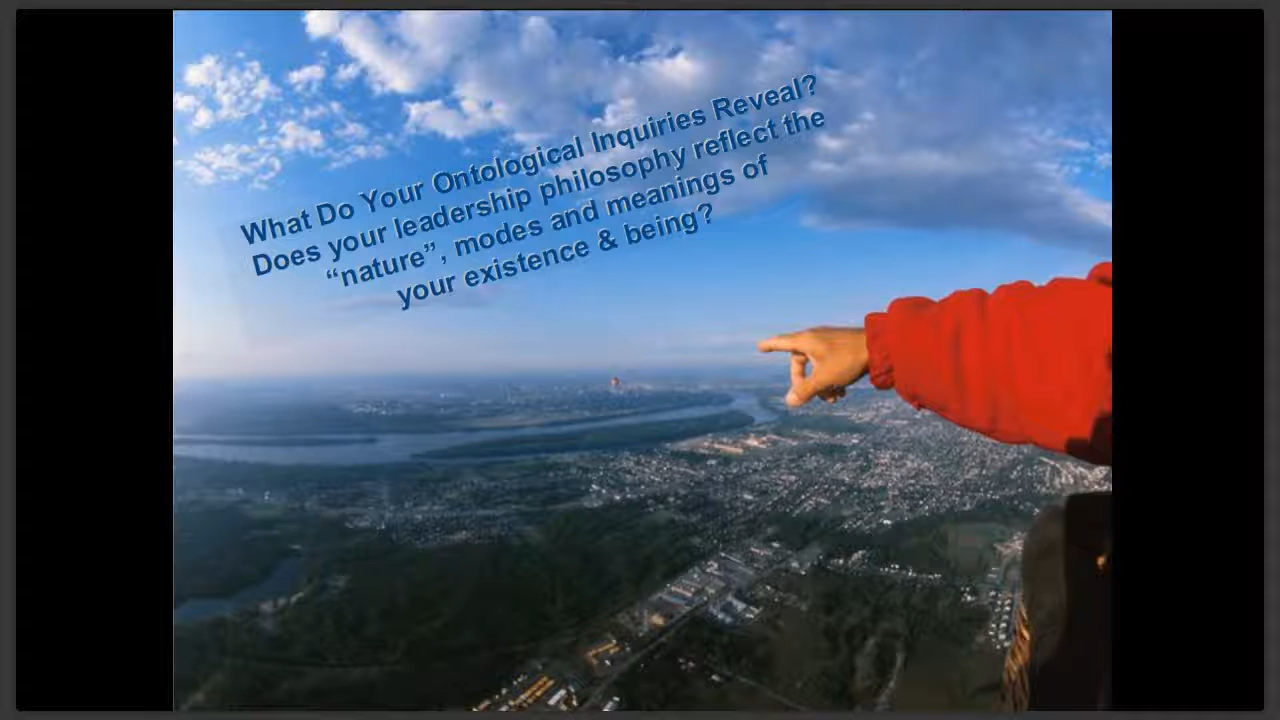 What Do Your Ontological Inquiries Reveal?
Does your leadership philosophy reflect the
“nature”, modes and meanings of
your existence & being?